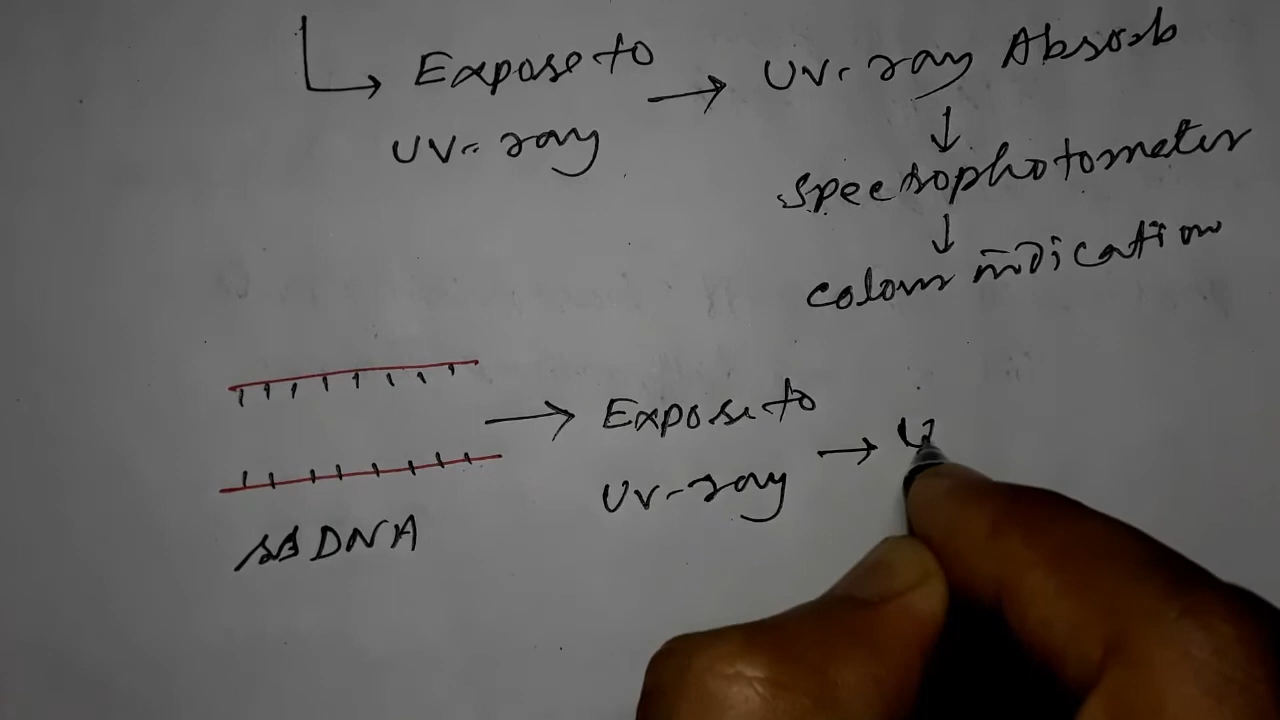 Expose to
UV-ray
UV-ray Absorb
Spectrophotometer
Colour indication
Expose to
UV-ray
U
ssDNA